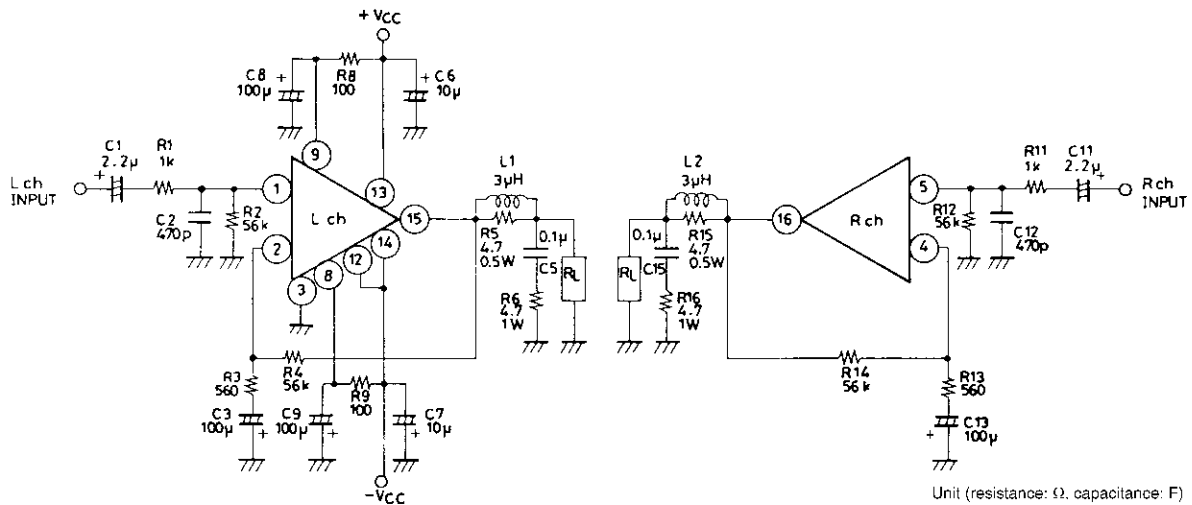 + VCC
C8
100μ
R8
100
C6
10μ
C1
2.2μ
R1
1k
L ch
INPUT
C2
470p
R2
56k
1
2
3
8
9
12
13
14
15
L ch
L1
3μH
R5
4.7
0.5W
0.1μ
C5
RL
R6
4.7
1W
R3
560
R4
56k
C3
100μ
C9
100μ
R9
100
C7
10μ
-VCC
L2
3μH
R15
4.7
0.5W
0.1μ
C15
RL
R16
4.7
1W
16
R ch
5
4
R11
1k
C11
2.2μ
R ch
INPUT
R12
56k
C12
470p
R14
56k
R13
560
C13
100μ
Unit (resistance: Ω, capacitance: F)